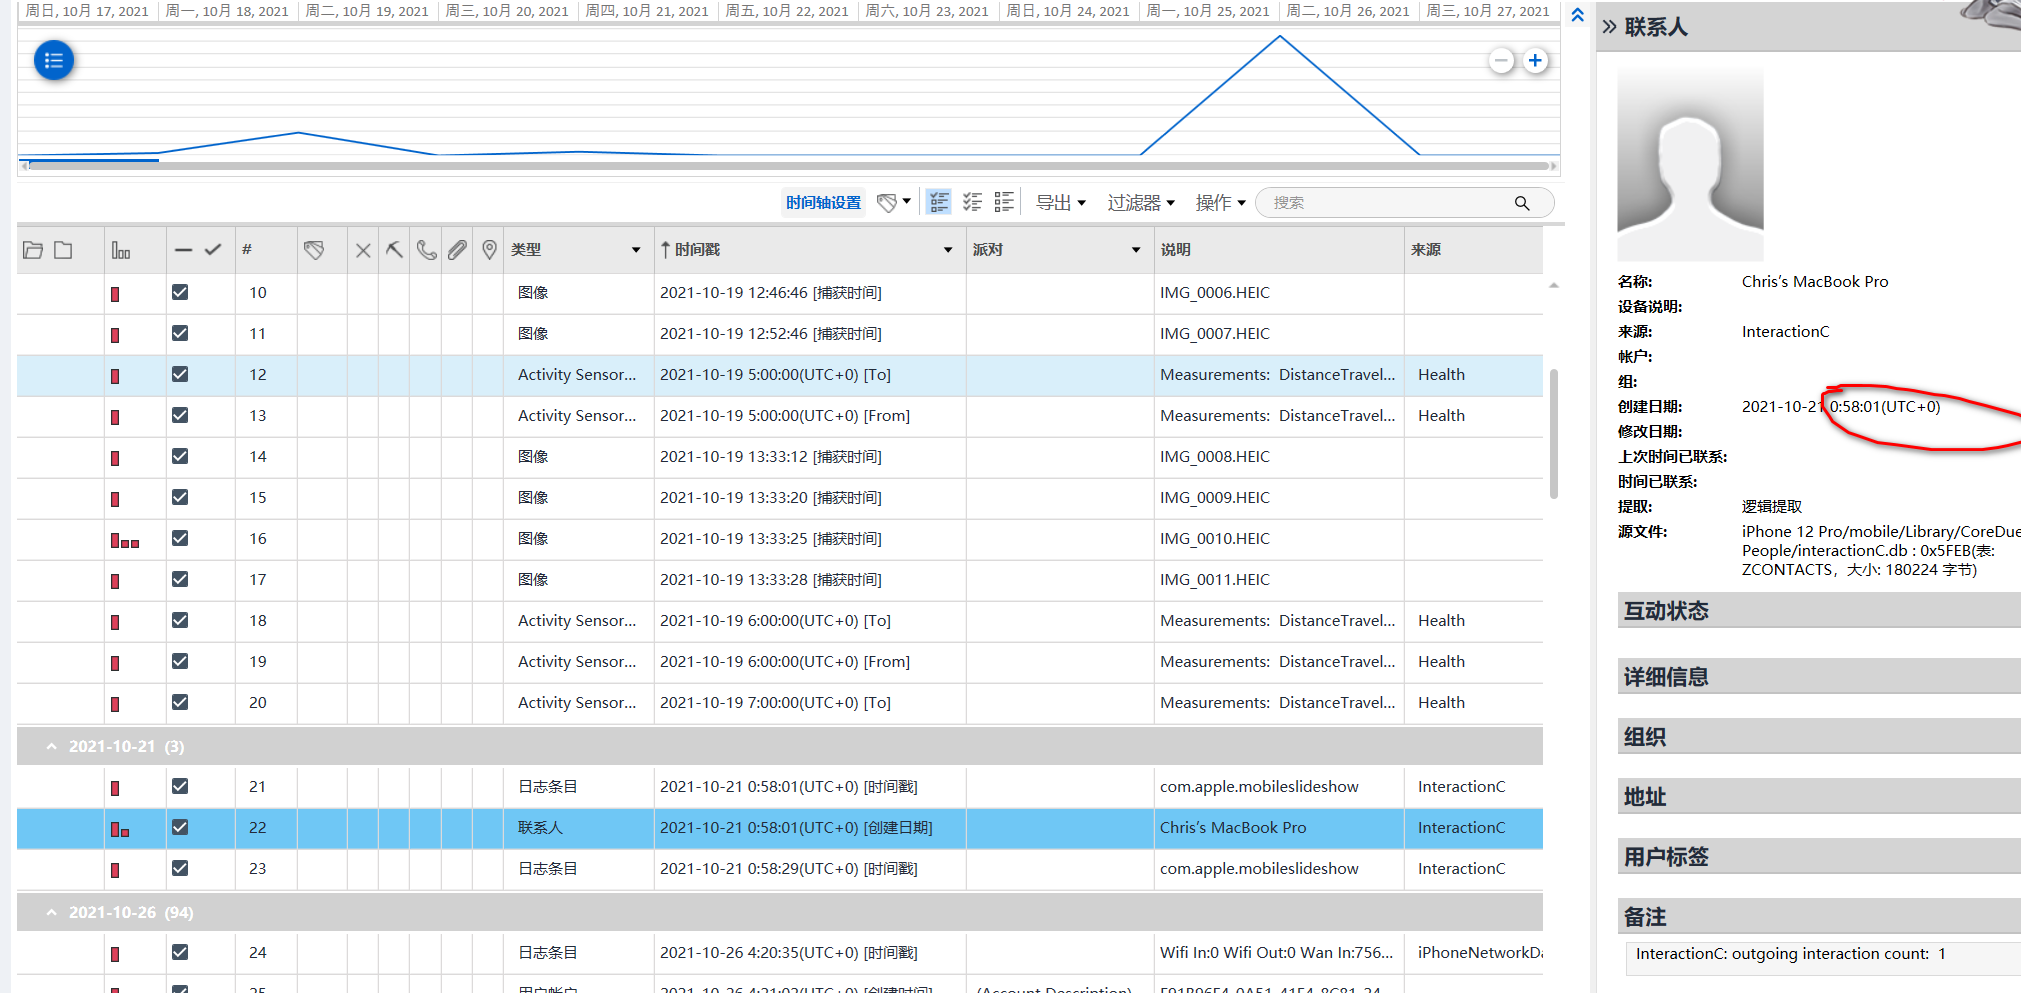 周日, 10月 17, 2021 周一, 10月 18, 2021 周二, 10月 19, 2021 周三, 10月 20, 2021 周四, 10月 21, 2021 周五, 10月 22, 2021 周六, 10月 23, 2021 周日, 10月 24, 2021 周一, 10月 25, 2021 周二, 10月 26, 2021 周三, 10月 27, 2021
时间轴设置 导出 过滤器 操作 搜索
# 类型 时间戳 派对 说明 来源
10 图像 2021-10-19 12:46:46 [捕获时间] IMG_0006.HEIC
11 图像 2021-10-19 12:52:46 [捕获时间] IMG_0007.HEIC
12 Activity Sensor... 2021-10-19 5:00:00(UTC+0) [To] Measurements: DistanceTravel... Health
13 Activity Sensor... 2021-10-19 5:00:00(UTC+0) [From] Measurements: DistanceTravel... Health
14 图像 2021-10-19 13:33:12 [捕获时间] IMG_0008.HEIC
15 图像 2021-10-19 13:33:20 [捕获时间] IMG_0009.HEIC
16 图像 2021-10-19 13:33:25 [捕获时间] IMG_0010.HEIC
17 图像 2021-10-19 13:33:28 [捕获时间] IMG_0011.HEIC
18 Activity Sensor... 2021-10-19 6:00:00(UTC+0) [To] Measurements: DistanceTravel... Health
19 Activity Sensor... 2021-10-19 6:00:00(UTC+0) [From] Measurements: DistanceTravel... Health
20 Activity Sensor... 2021-10-19 7:00:00(UTC+0) [To] Measurements: DistanceTravel... Health
2021-10-21 (3)
21 日志条目 2021-10-21 0:58:01(UTC+0) [时间戳] com.apple.mobileslideshow InteractionC
22 联系人 2021-10-21 0:58:01(UTC+0) [创建日期] Chris's MacBook Pro InteractionC
23 日志条目 2021-10-21 0:58:29(UTC+0) [时间戳] com.apple.mobileslideshow InteractionC
2021-10-26 (94)
24 日志条目 2021-10-26 4:20:35(UTC+0) [时间戳] Wifi In:0 Wifi Out:0 Wan In:756... iPhoneNetworkDa
联系人
名称: Chris's MacBook Pro
设备说明:
来源: InteractionC
帐户:
组:
创建日期: 2021-10-21 0:58:01(UTC+0)
修改日期:
上次时间已联系:
时间已联系:
提取: 逻辑提取
源文件: iPhone 12 Pro/mobile/Library/CoreDue
People/interactionC.db : 0x5FEB(表:
ZCONTACTS，大小: 180224 字节)
互动状态
详细信息
组织
地址
用户标签
备注
InteractionC: outgoing interaction count: 1